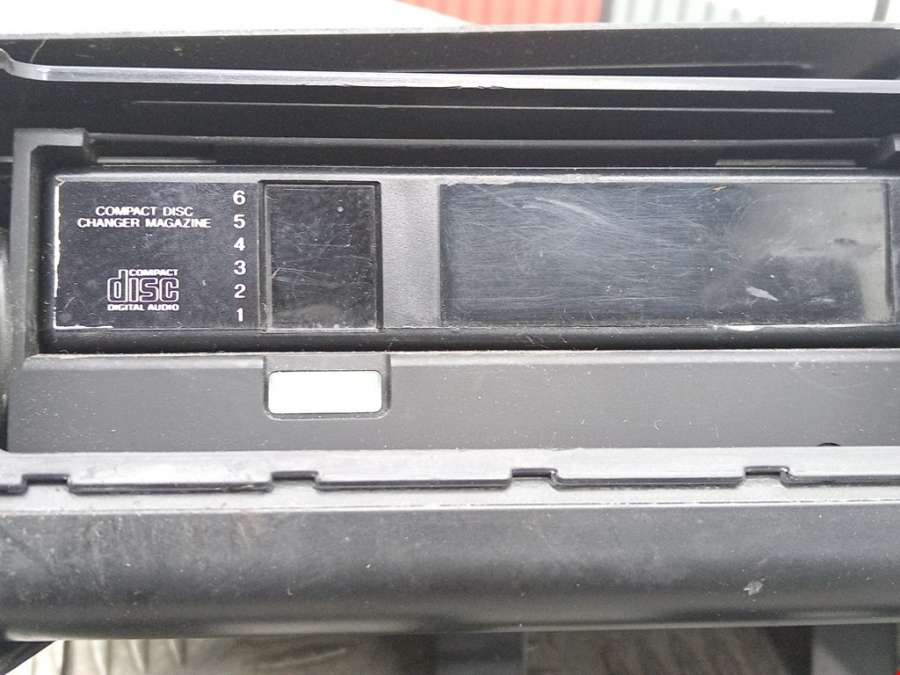 COMPACT DISC
CHANGER MAGAZINE
COMPACT
disc
DIGITAL AUDIO
6
5
4
3
2
1